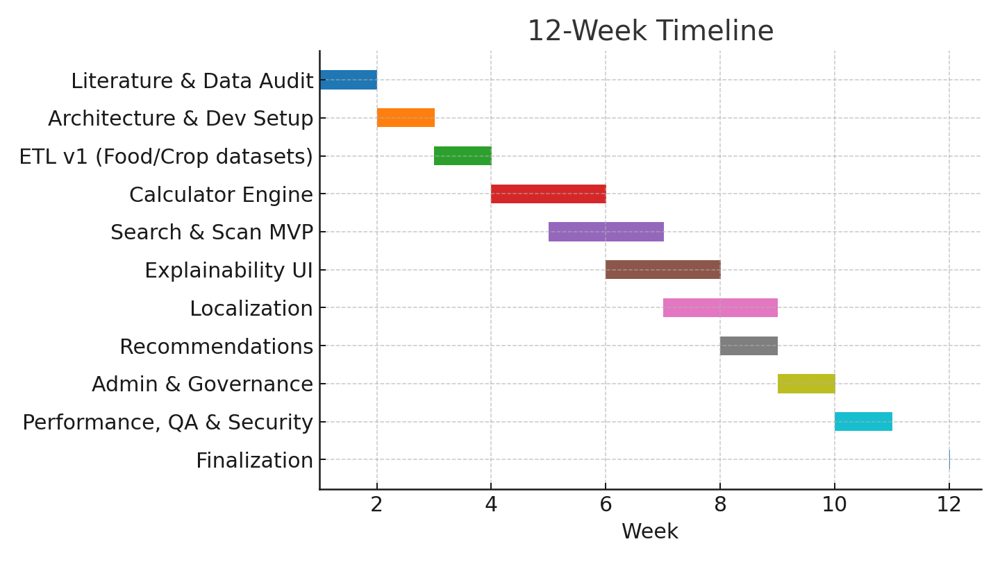 12-Week Timeline
Literature & Data Audit
Architecture & Dev Setup
ETL v1 (Food/Crop datasets)
Calculator Engine
Search & Scan MVP
Explainability UI
Localization
Recommendations
Admin & Governance
Performance, QA & Security
Finalization
2 4 6 8 10 12
Week